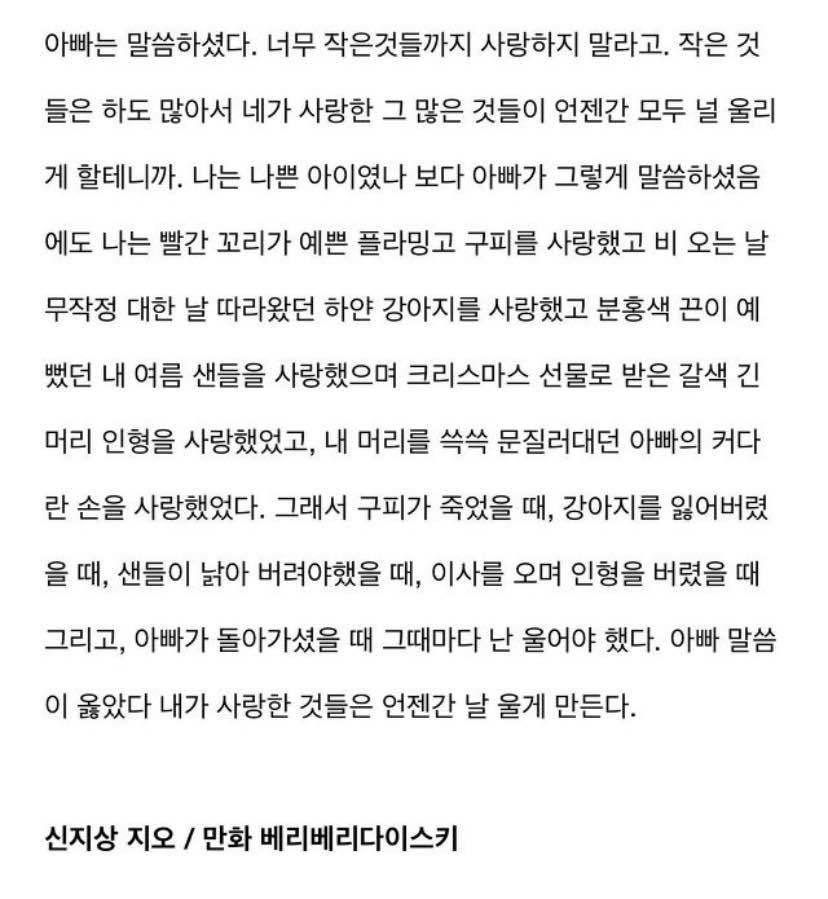 아빠는 말씀하셨다. 너무 작은것들까지 사랑하지 말라고. 작은 것
들은 하도 많아서 네가 사랑한 그 많은 것들이 언젠간 모두 널 울리
게 할테니까. 나는 나쁜 아이였나 보다 아빠가 그렇게 말씀하셨음
에도 나는 빨간 꼬리가 예쁜 플라밍고 구피를 사랑했고 비 오는 날
무작정 대한 날 따라왔던 하얀 강아지를 사랑했고 분홍색 끈이 예
뻤던 내 여름 샌들을 사랑했으며 크리스마스 선물로 받은 갈색 긴
머리 인형을 사랑했었고, 내 머리를 쓱쓱 문질러대던 아빠의 커다
란 손을 사랑했었다. 그래서 구피가 죽었을 때, 강아지를 잃어버렸
을 때, 샌들이 낡아 버려야했을 때, 이사를 오며 인형을 버렸을 때
그리고, 아빠가 돌아가셨을 때 그때마다 난 울어야 했다. 아빠 말씀
이 옳았다 내가 사랑한 것들은 언젠간 날 울게 만든다.
신지상 지오 / 만화 베리베리다이스키